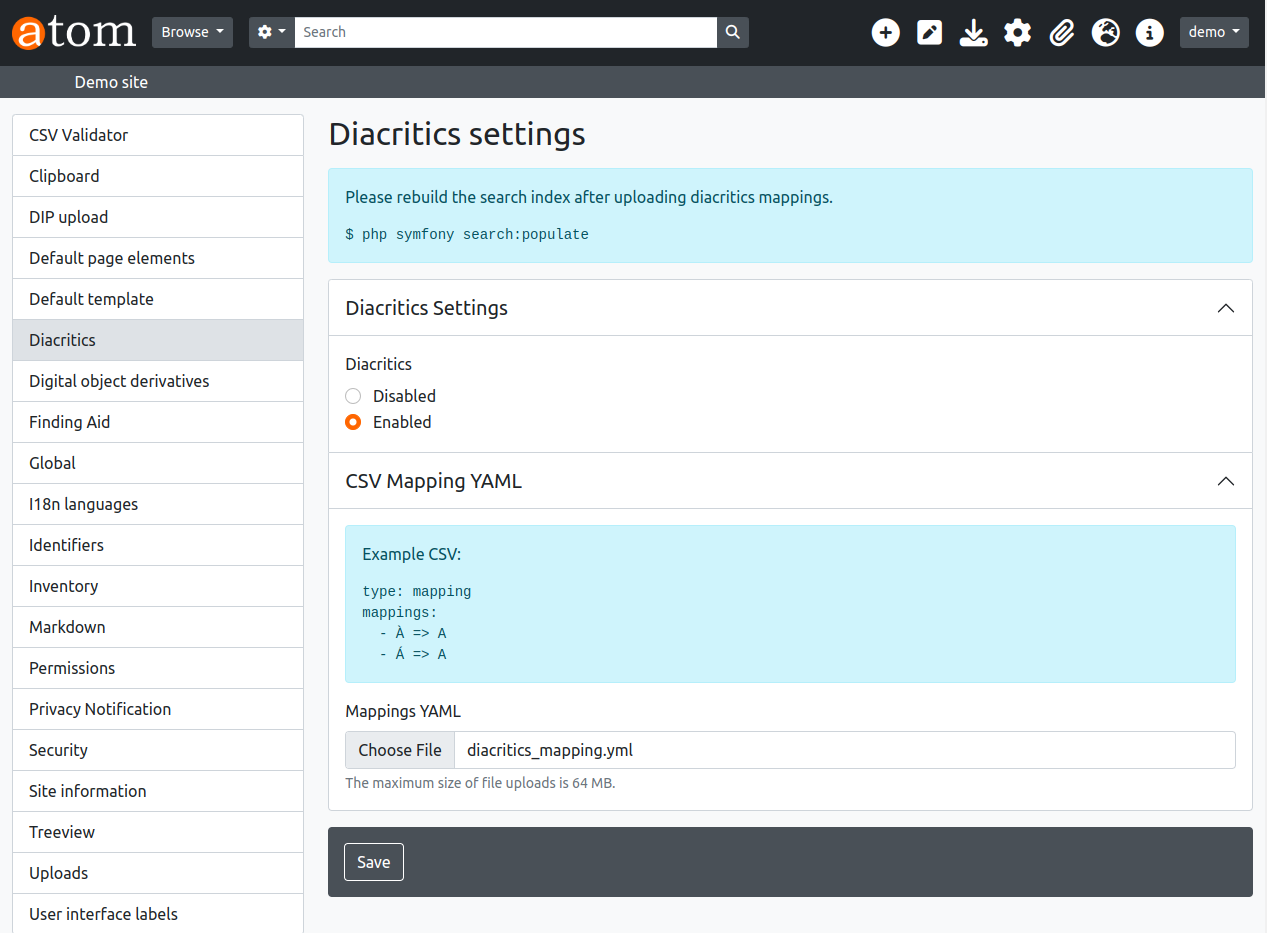 atom
Browse
Search
demo
Demo site
CSV Validator
Clipboard
DIP upload
Default page elements
Default template
Diacritics
Digital object derivatives
Finding Aid
Global
I18n languages
Identifiers
Inventory
Markdown
Permissions
Privacy Notification
Security
Site information
Treeview
Uploads
User interface labels
Diacritics settings
Please rebuild the search index after uploading diacritics mappings.
$ php symfony search:populate
Diacritics Settings
Diacritics
Disabled
Enabled
CSV Mapping YAML
Example CSV:
type: mapping
mappings:
  - À => A
  - Á => A
Mappings YAML
Choose File diacritics_mapping.yml
The maximum size of file uploads is 64 MB.
Save